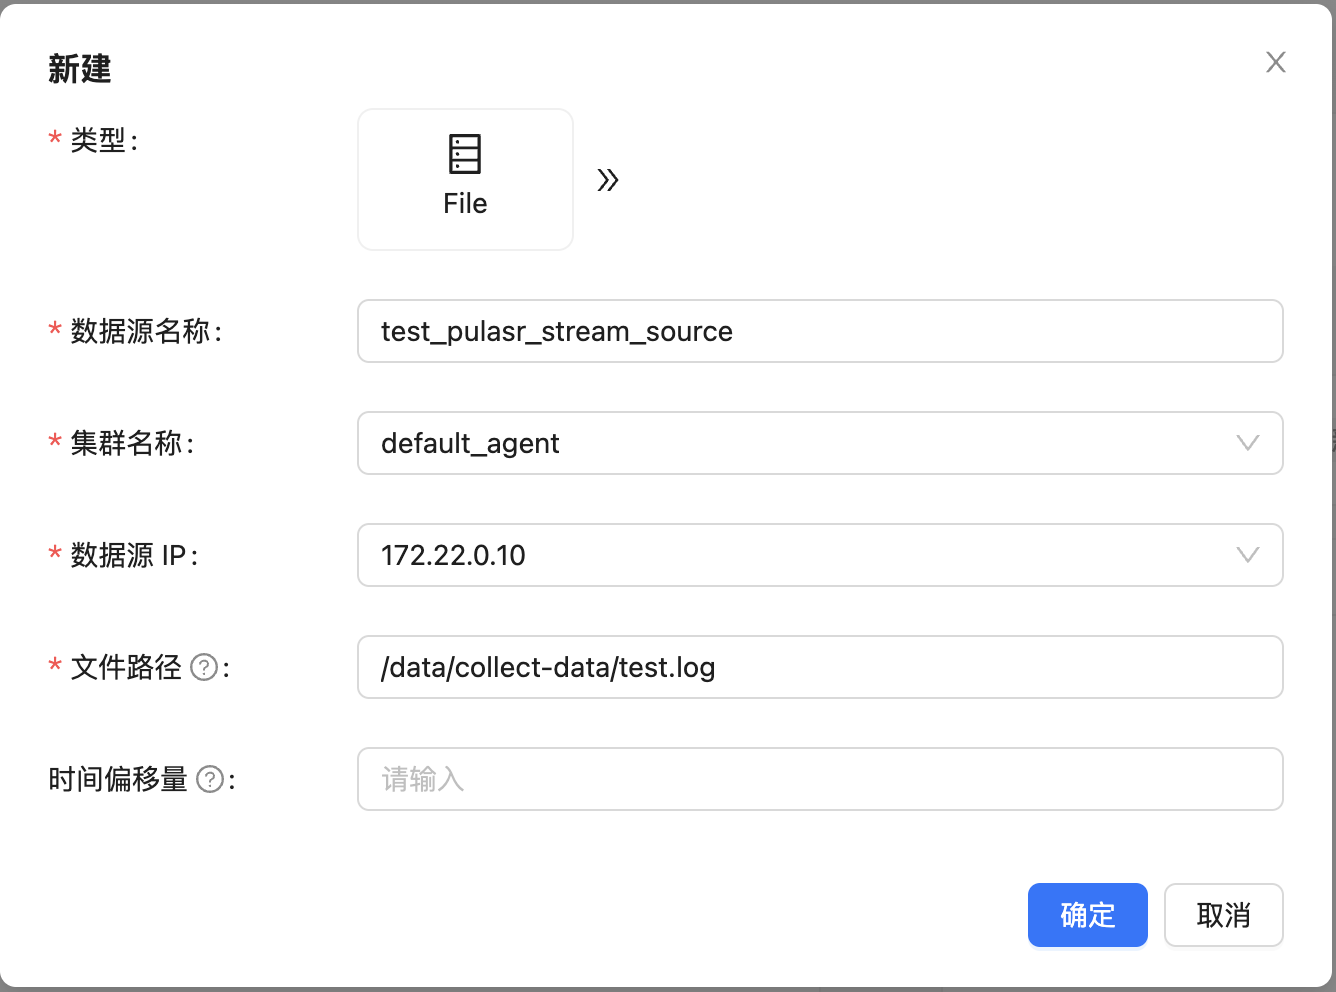 新建
* 类型:
File
* 数据源名称:
test_pulasr_stream_source
* 集群名称:
default_agent
* 数据源 IP:
172.22.0.10
* 文件路径 ?:
/data/collect-data/test.log
时间偏移量 ?:
请输入
确定
取消